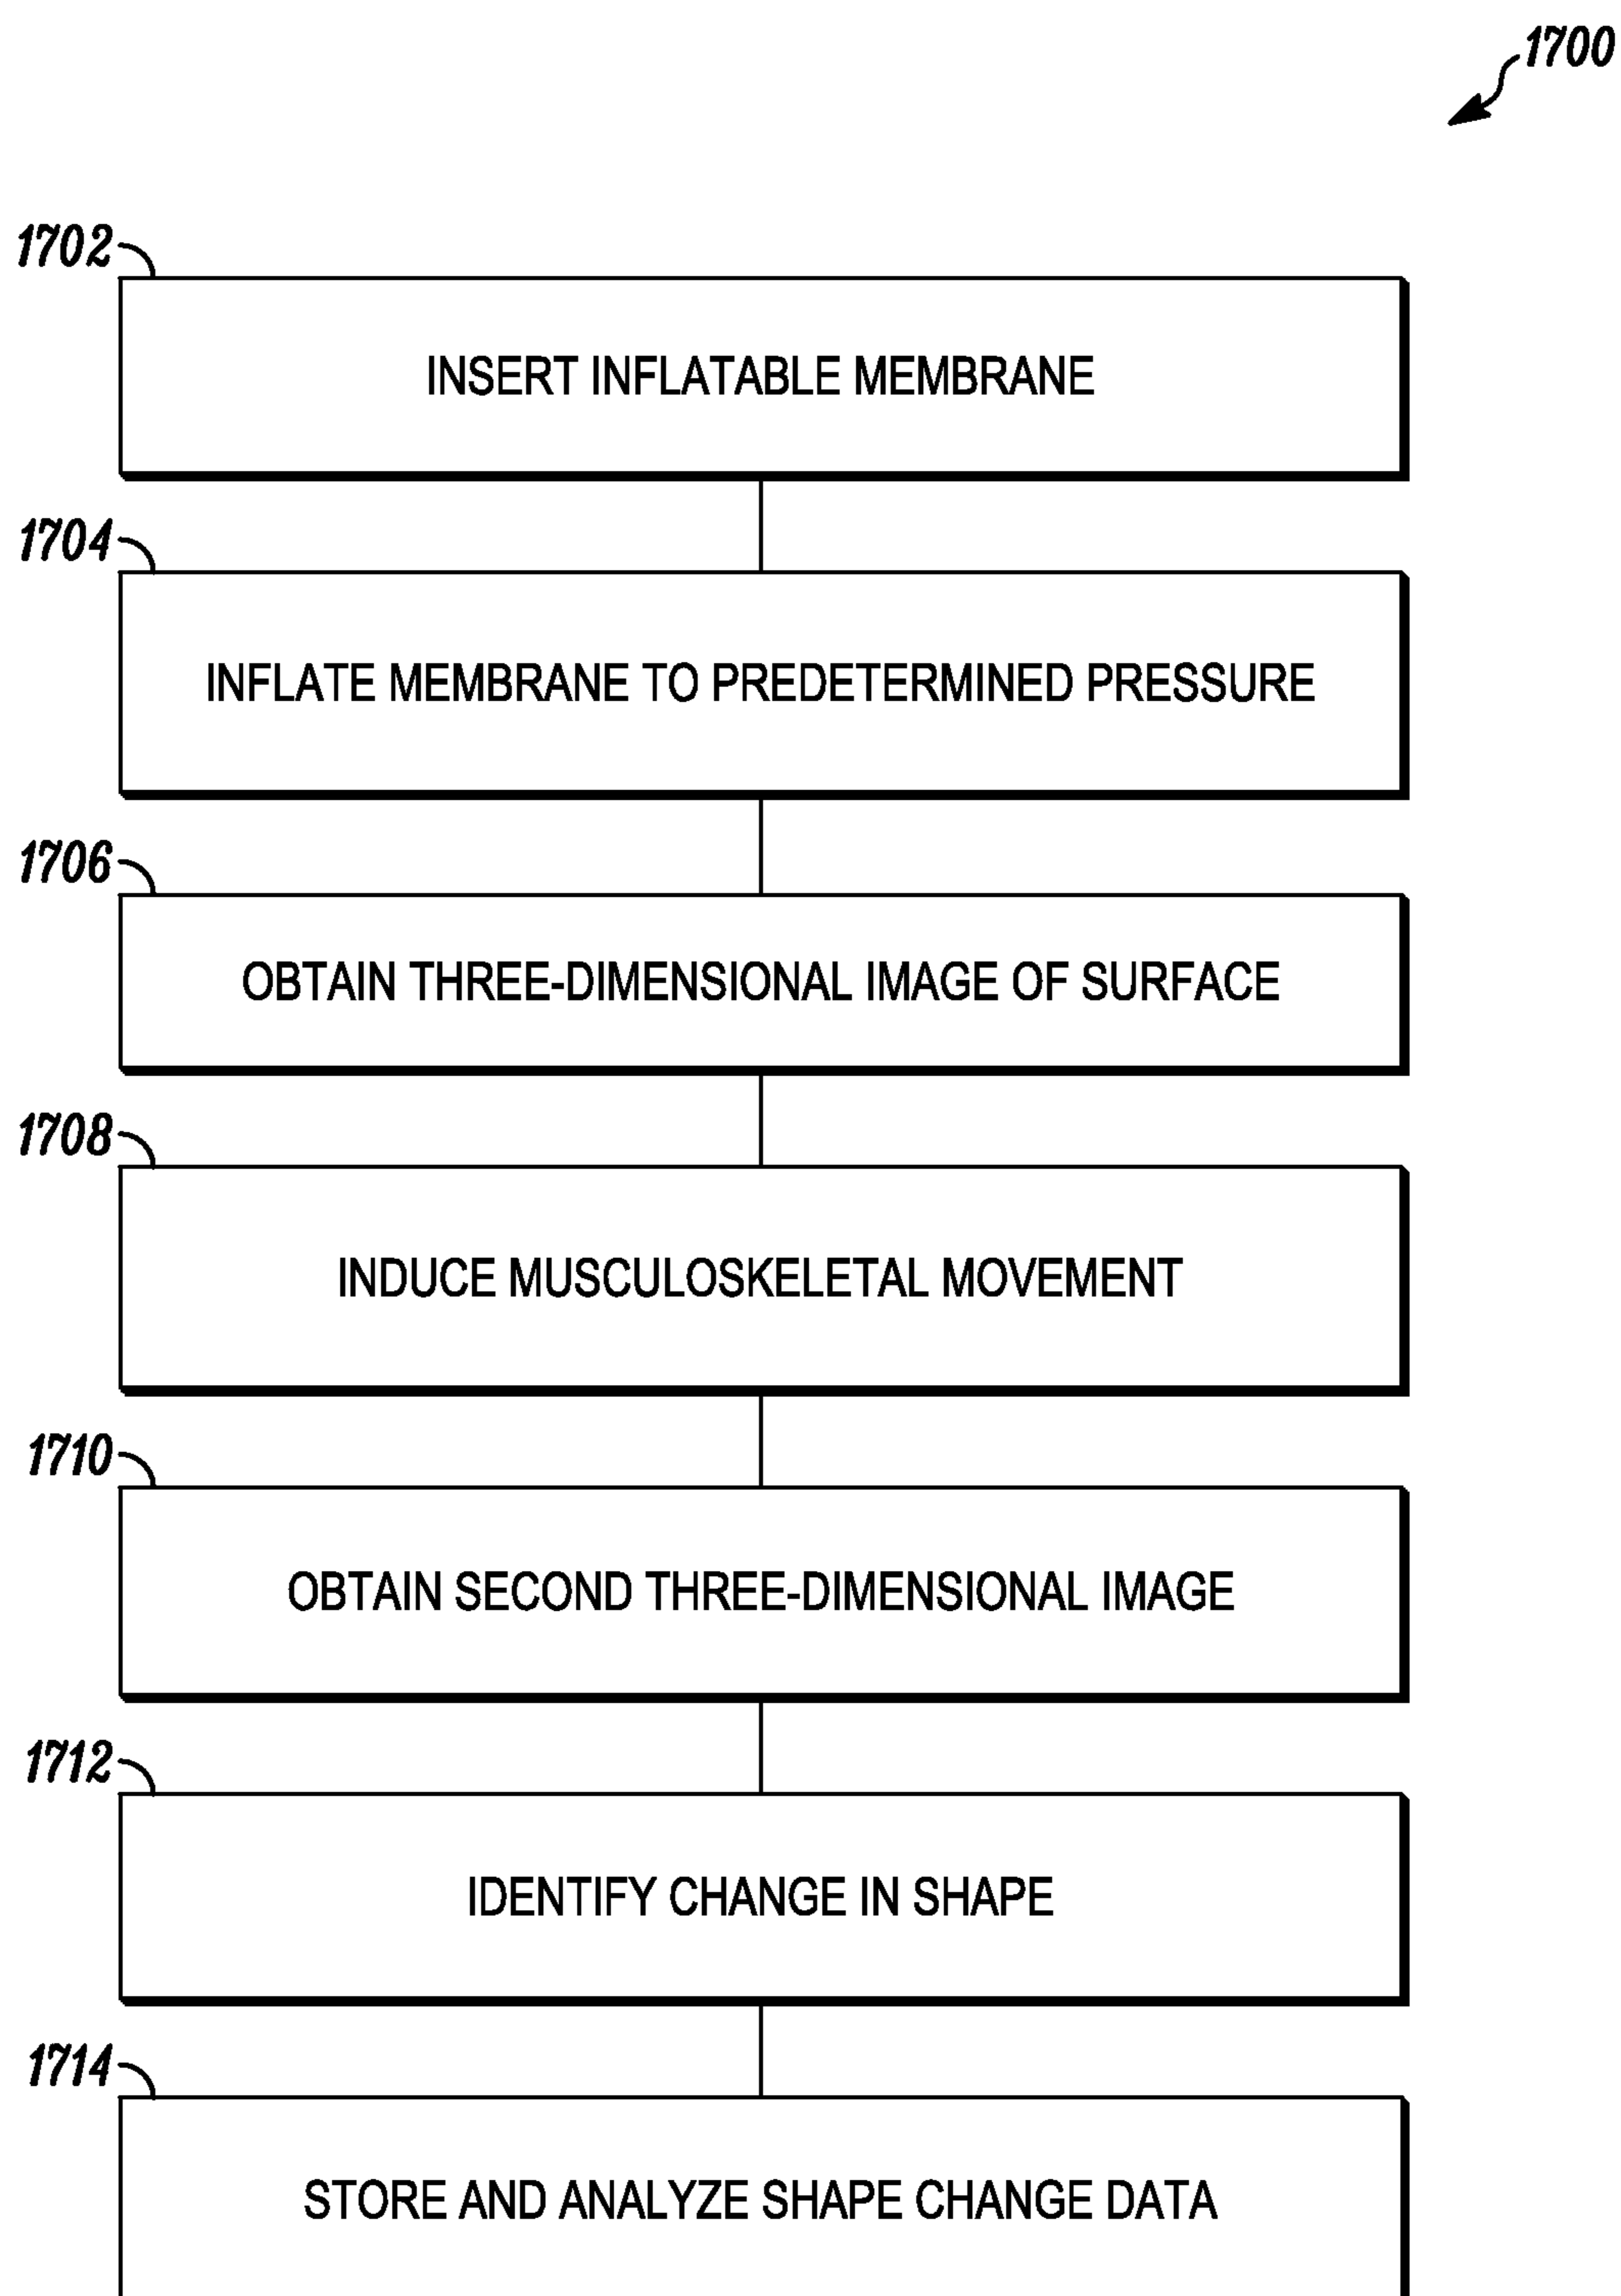 1700
1702
INSERT INFLATABLE MEMBRANE
1704
INFLATE MEMBRANE TO PREDETERMINED PRESSURE
1706
OBTAIN THREE-DIMENSIONAL IMAGE OF SURFACE
1708
INDUCE MUSCULOSKELETAL MOVEMENT
1710
OBTAIN SECOND THREE-DIMENSIONAL IMAGE
1712
IDENTIFY CHANGE IN SHAPE
1714
STORE AND ANALYZE SHAPE CHANGE DATA